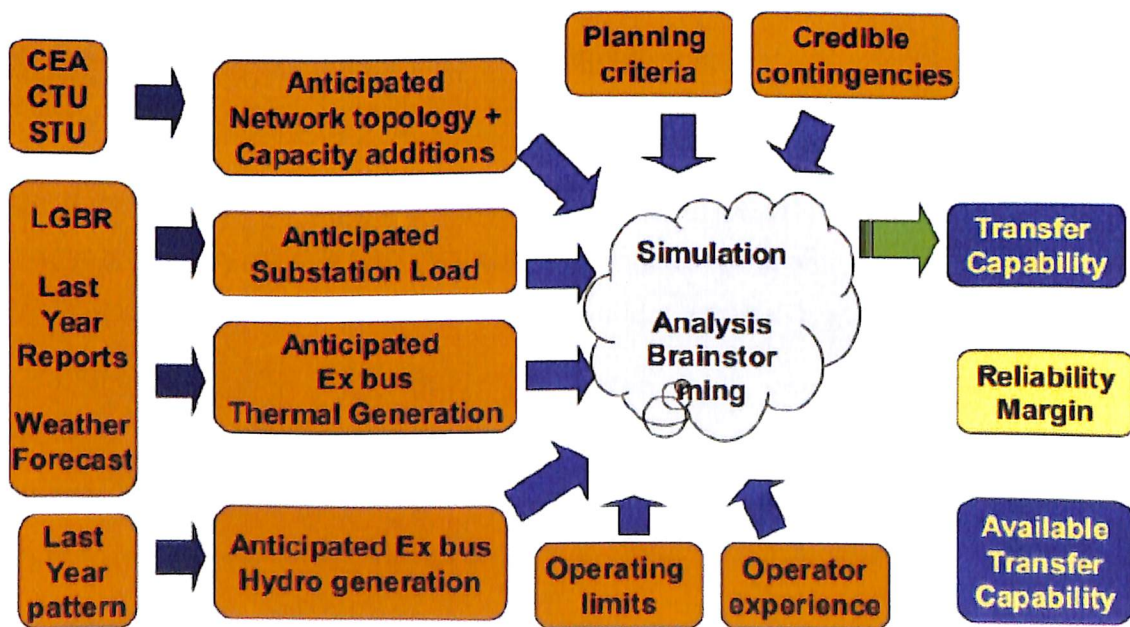 CEA
CTU
STU
Anticipated
Network topology +
Capacity additions
Planning
criteria
Credible
contingencies
LGBR
Last
Year
Reports
Weather
Forecast
Anticipated
Substation Load
Anticipated
Ex bus
Thermal Generation
Simulation
Analysis
Brainstor
ming
Transfer
Capability
Reliability
Margin
Last
Year
pattern
Anticipated Ex bus
Hydro generation
Operating
limits
Operator
experience
Available
Transfer
Capability